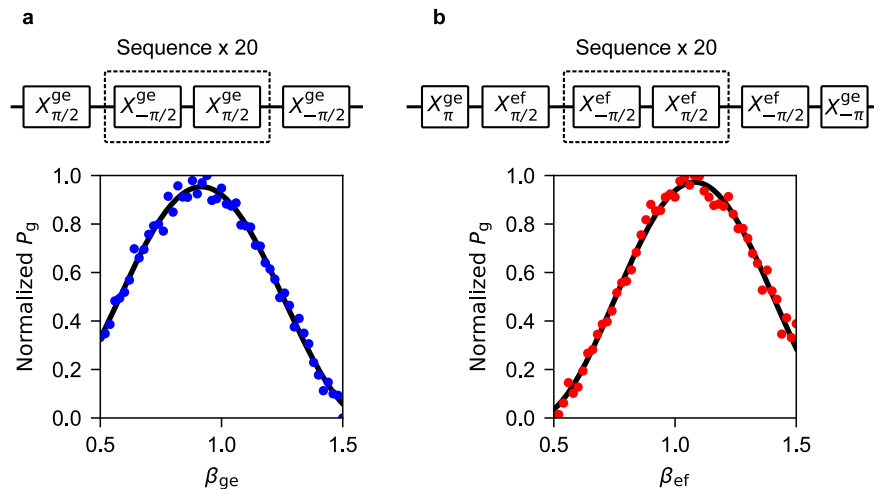 a
Sequence x 20
X^ge_π/2 X^ge_−π/2 X^ge_π/2 X^ge_−π/2
Normalized P_g
1.0
0.8
0.6
0.4
0.2
0.0
0.5 1.0 1.5
β_ge
b
Sequence x 20
X^ge_π X^ef_π/2 X^ef_−π/2 X^ef_π/2 X^ef_−π/2 X^ge_−π
Normalized P_g
1.0
0.8
0.6
0.4
0.2
0.0
0.5 1.0 1.5
β_ef